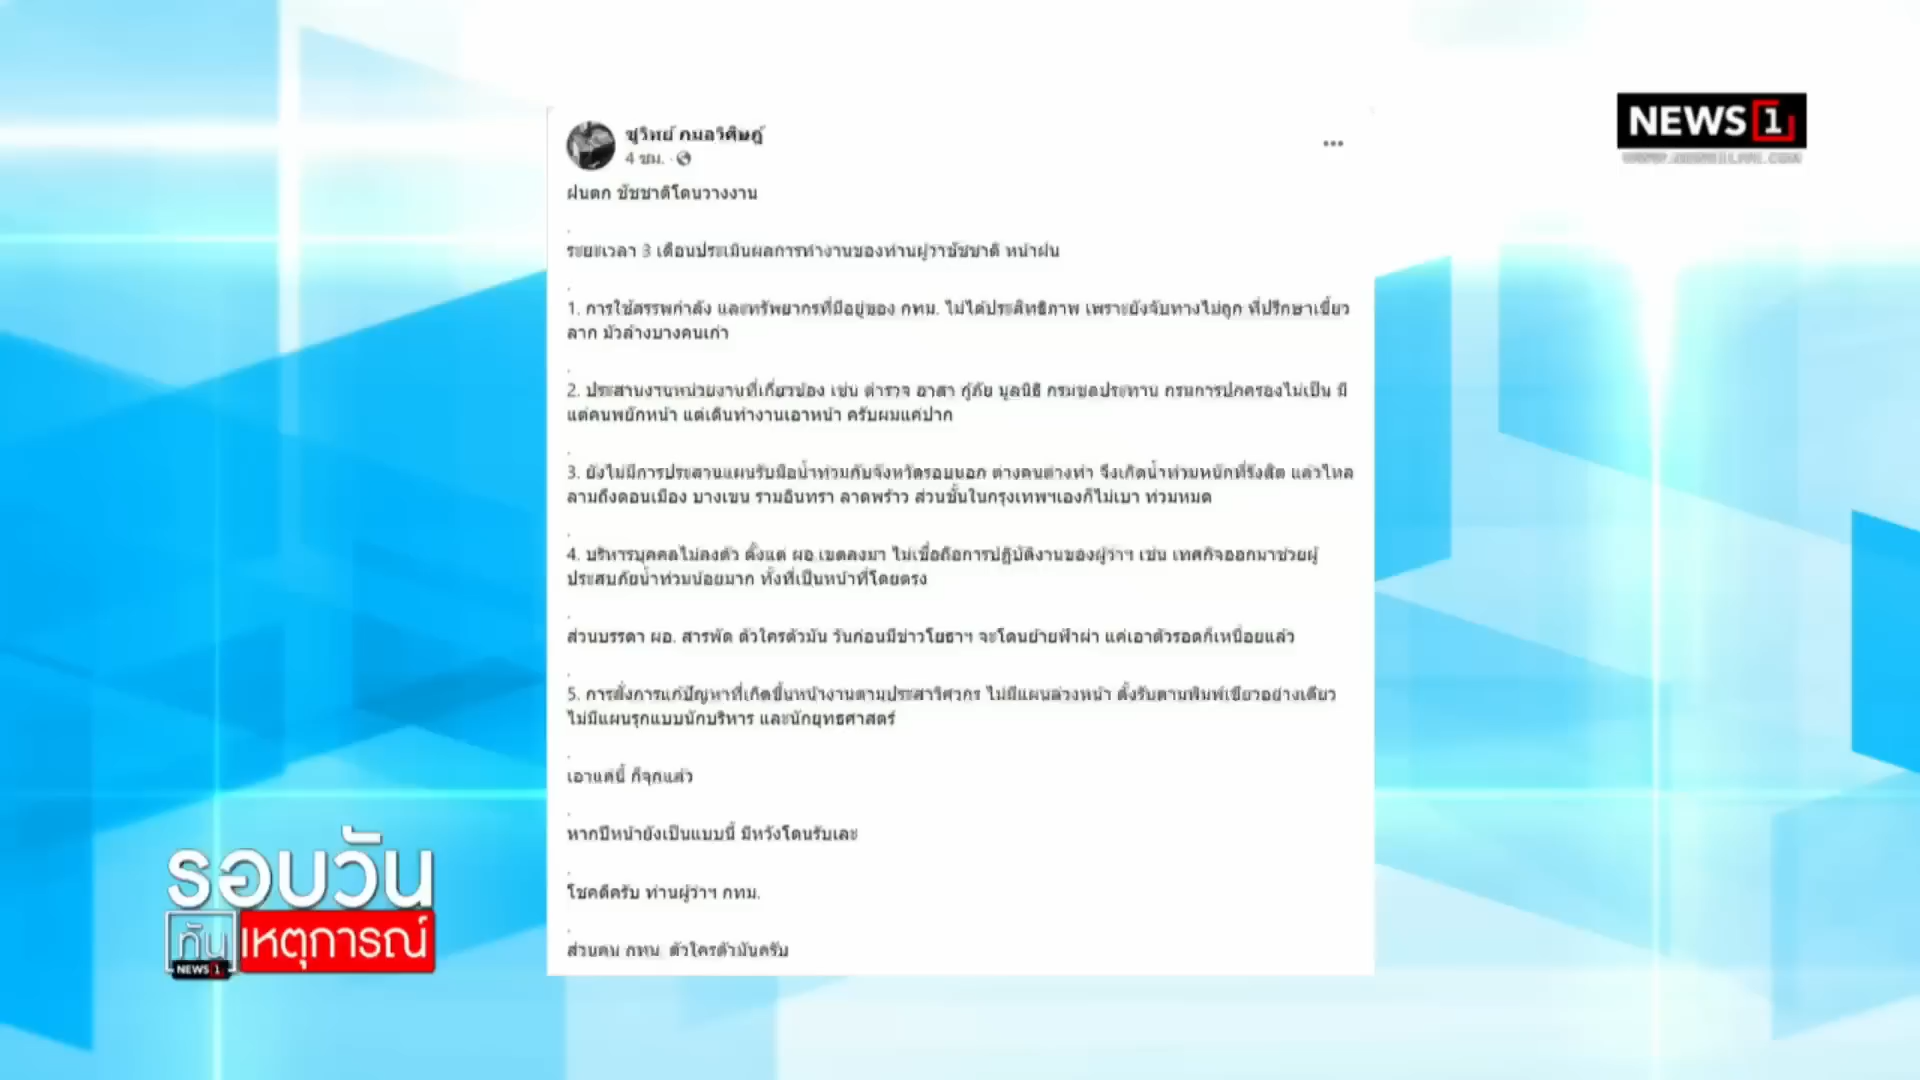 ชูวิทย์ กมลวิศิษฎ์
4 ชม.
NEWS 1
WWW.NEWS1LIVE.COM
ฝนตก ชัชชาติโดนวางงาน
.
ระยะเวลา 3 เดือนประเมินผลการทำงานของท่านผู้ว่าชัชชาติ หน้าฝน
.
1. การใช้สรรพกำลัง และทรัพยากรที่มีอยู่ของ กทม. ไม่ได้ประสิทธิภาพ เพราะยังจับทางไม่ถูก ที่ปรึกษาเขี้ยว
ลาก มัวล้างบางคนเก่า
.
2. ประสานงานหน่วยงานที่เกี่ยวข้อง เช่น ตำรวจ อาสา กู้ภัย มูลนิธิ กรมชลประทาน กรมการปกครองไม่เป็น มี
แต่คนพยักหน้า แต่เดินทำงานเอาหน้า ครับผมแค่ปาก
.
3. ยังไม่มีการประสานแผนรับมือน้ำท่วมกับจังหวัดรอบนอก ต่างคนต่างทำ จึงเกิดน้ำท่วมหนักที่รังสิต แล้วไหล
ลามถึงดอนเมือง บางเขน รามอินทรา ลาดพร้าว ส่วนชั้นในกรุงเทพฯเองก็ไม่เบา ท่วมหมด
.
4. บริหารบุคคลไม่ลงตัว ตั้งแต่ ผอ.เขตลงมา ไม่เชื่อถือการปฏิบัติงานของผู้ว่าฯ เช่น เทศกิจออกมาช่วยผู้
ประสบภัยน้ำท่วมน้อยมาก ทั้งที่เป็นหน้าที่โดยตรง
.
ส่วนบรรดา ผอ. สารพัด ตัวใครตัวมัน วันก่อนมีข่าวโยธาฯ จะโดนย้ายฟ้าผ่า แค่เอาตัวรอดก็เหนื่อยแล้ว
.
5. การสั่งการแก้ปัญหาที่เกิดขึ้นหน้างานตามประสาวิศวกร ไม่มีแผนล่วงหน้า ตั้งรับตามพิมพ์เขียวอย่างเดียว
ไม่มีแผนรุกแบบนักบริหาร และนักยุทธศาสตร์
.
เอาแค่นี้ ก็จุกแล้ว
.
หากปีหน้ายังเป็นแบบนี้ มีหวังโดนรับเละ
.
โชคดีครับ ท่านผู้ว่าฯ กทม.
.
ส่วนคน กทม. ตัวใครตัวมันครับ
รอบวัน
ทันเหตุการณ์
NEWS 1